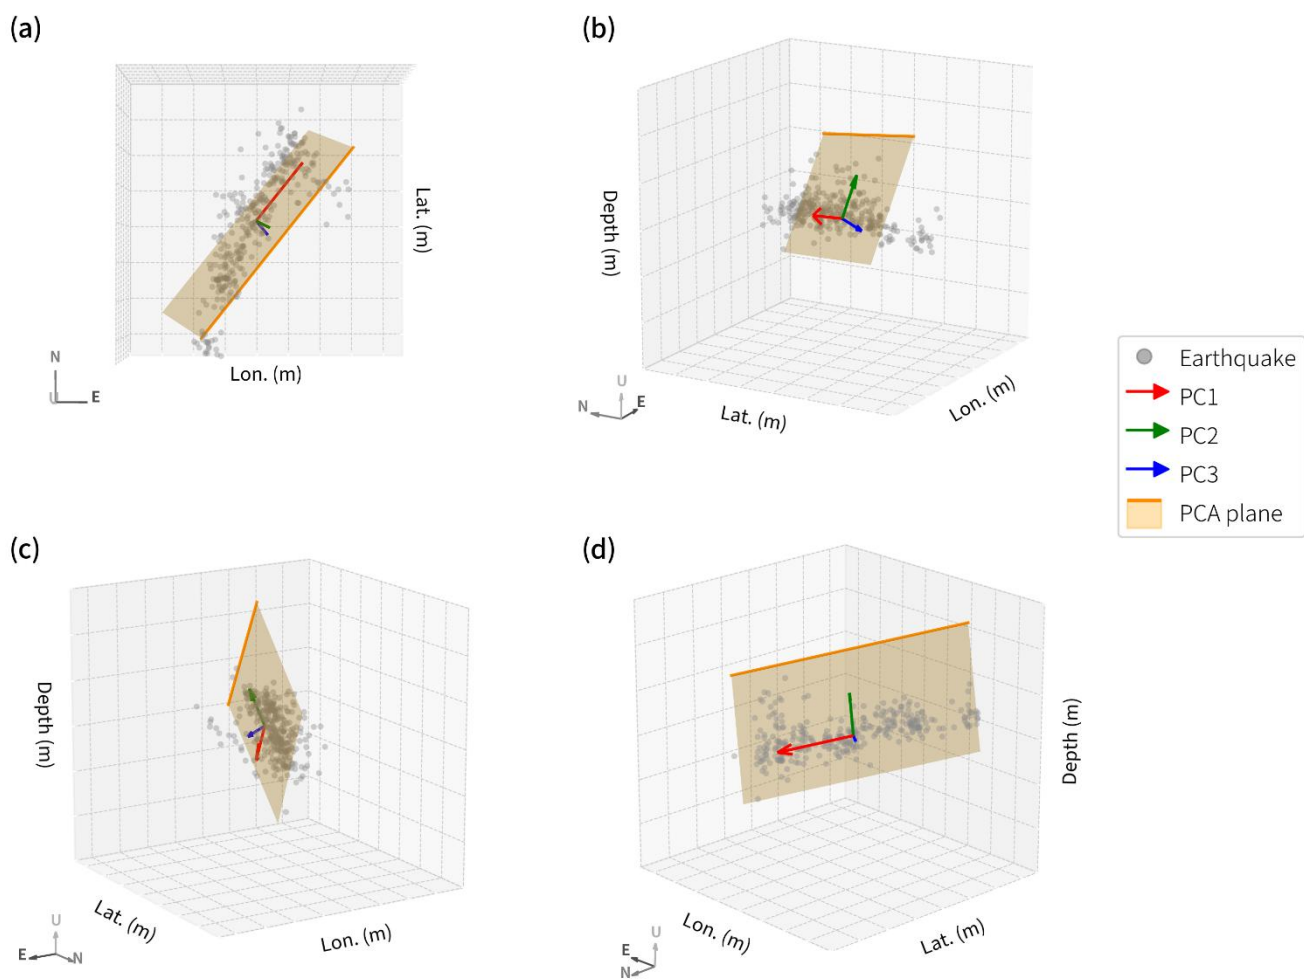 (a)
Lat. (m)
Lon. (m)
N
U
E
(b)
Depth (m)
Lat. (m)
Lon. (m)
U
N
E
Earthquake
PC1
PC2
PC3
PCA plane
(c)
Depth (m)
Lat. (m)
Lon. (m)
U
E
N
(d)
Depth (m)
Lon. (m)
Lat. (m)
U
E
N